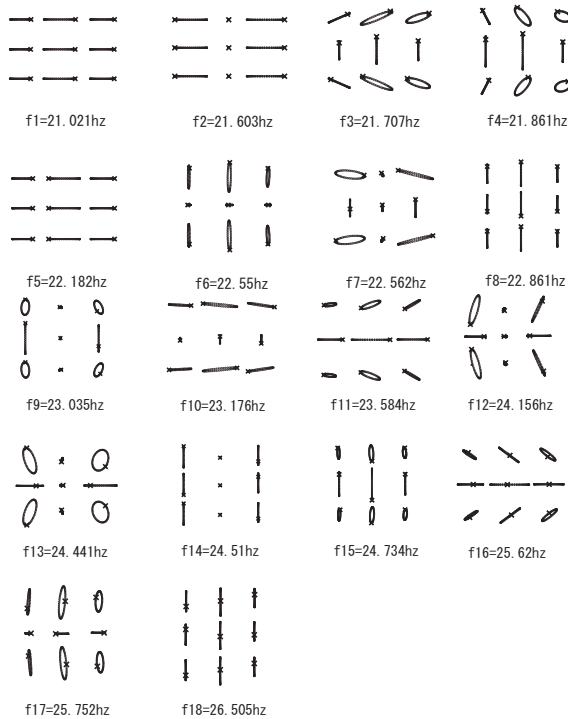 f1=21.021hz
f2=21.603hz
f3=21.707hz
f4=21.861hz
f5=22.182hz
f6=22.55hz
f7=22.562hz
f8=22.861hz
f9=23.035hz
f10=23.176hz
f11=23.584hz
f12=24.156hz
f13=24.441hz
f14=24.51hz
f15=24.734hz
f16=25.62hz
f17=25.752hz
f18=26.505hz